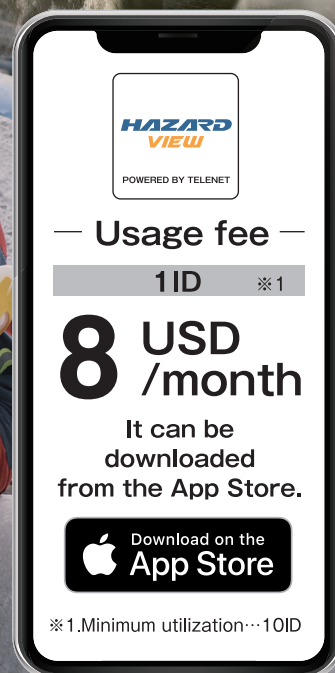 HAZARD
VIEW
POWERED BY TELENET
Usage fee
1ID ※1
8 USD
/month
It can be
downloaded
from the App Store.
Download on the
App Store
※1.Minimum utilization…10ID